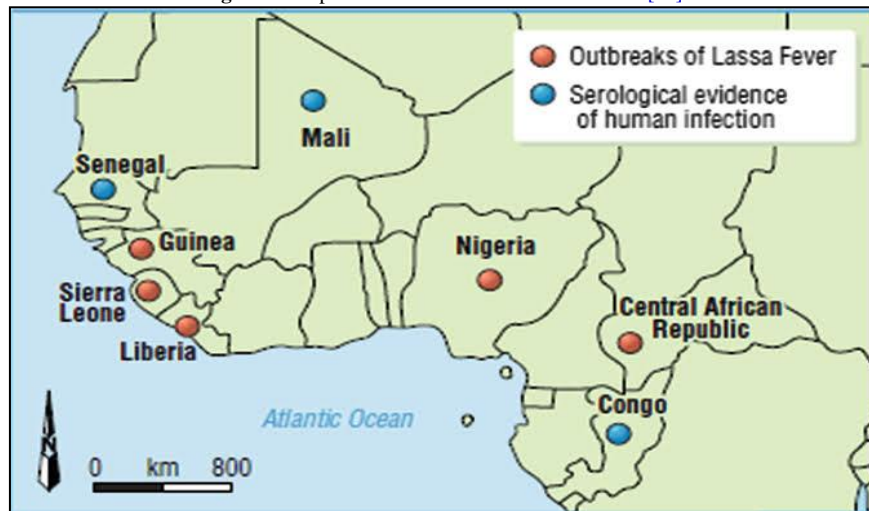 Outbreaks of Lassa Fever
Serological evidence
of human infection
Mali
Senegal
Guinea
Nigeria
Sierra
Leone
Central African
Republic
Liberia
Congo
Atlantic Ocean
N
0 km 800